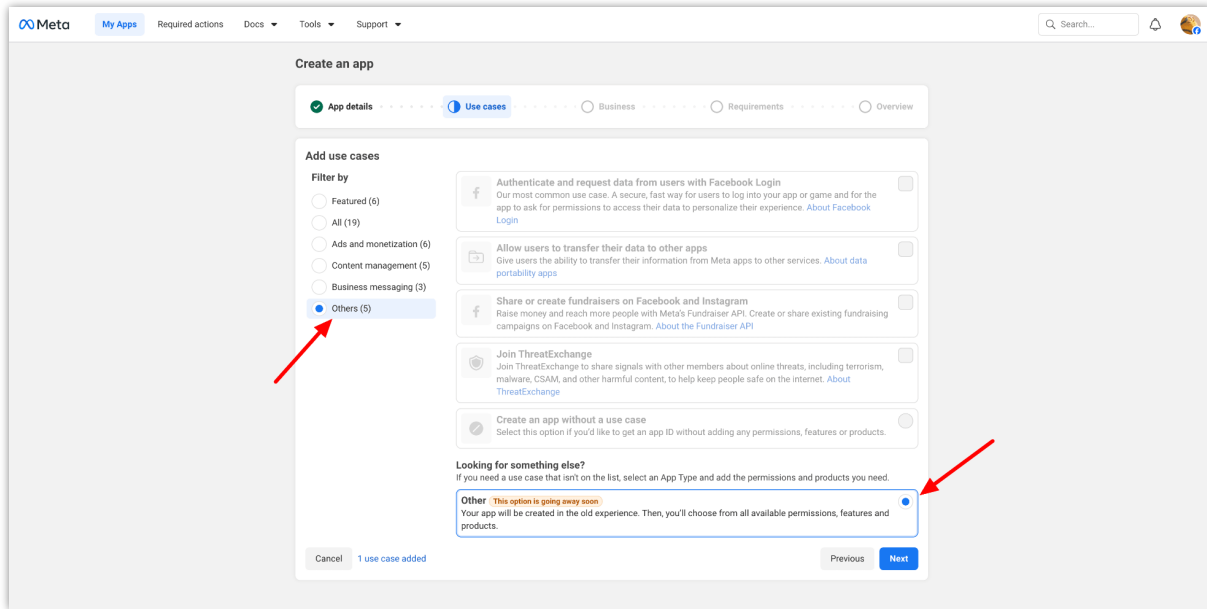 Meta
My Apps
Required actions
Docs
Tools
Support
Search...
Create an app
App details
Use cases
Business
Requirements
Overview
Add use cases
Filter by
Featured (6)
All (19)
Ads and monetization (6)
Content management (5)
Business messaging (3)
Others (5)
Authenticate and request data from users with Facebook Login
Our most common use case. A secure, fast way for users to log into your app or game and for the
app to ask for permissions to access their data to personalize their experience. About Facebook
Login
Allow users to transfer their data to other apps
Give users the ability to transfer their information from Meta apps to other services. About data
portability apps
Share or create fundraisers on Facebook and Instagram
Raise money and reach more people with Meta's Fundraiser API. Create or share existing fundraising
campaigns on Facebook and Instagram. About the Fundraiser API
Join ThreatExchange
Join ThreatExchange to share signals with other members about online threats, including terrorism,
malware, CSAM, and other harmful content, to help keep people safe on the internet. About
ThreatExchange
Create an app without a use case
Select this option if you'd like to get an app ID without adding any permissions, features or products.
Looking for something else?
If you need a use case that isn't on the list, select an App Type and add the permissions and products you need.
Other This option is going away soon
Your app will be created in the old experience. Then, you'll choose from all available permissions, features and
products.
Cancel
1 use case added
Previous
Next